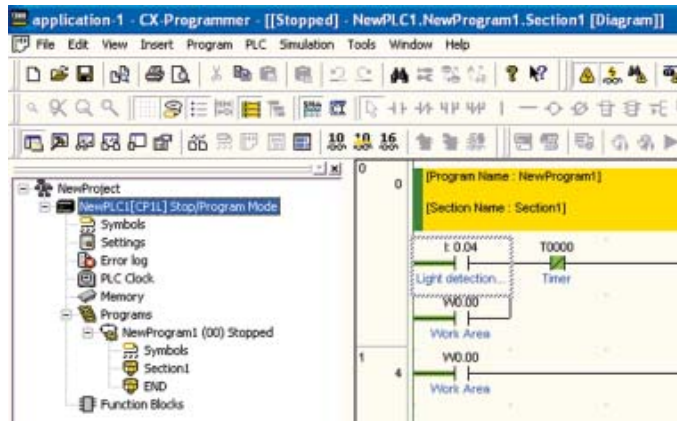 application-1 - CX-Programmer - [[Stopped] - NewPLC1.NewProgram1.Section1 [Diagram]]
File Edit View Insert Program PLC Simulation Tools Window Help
10 10 16
NewProject
NewPLC1[CP1L] Stop/Program Mode
Symbols
Settings
Error log
PLC Clock
Memory
Programs
NewProgram1 (00) Stopped
Symbols
Section1
END
Function Blocks
0
0
[Program Name : NewProgram1]
[Section Name : Section1]
I: 0.04 T0000
Light detection... Timer
W0.00
Work Area
1
4
W0.00
Work Area